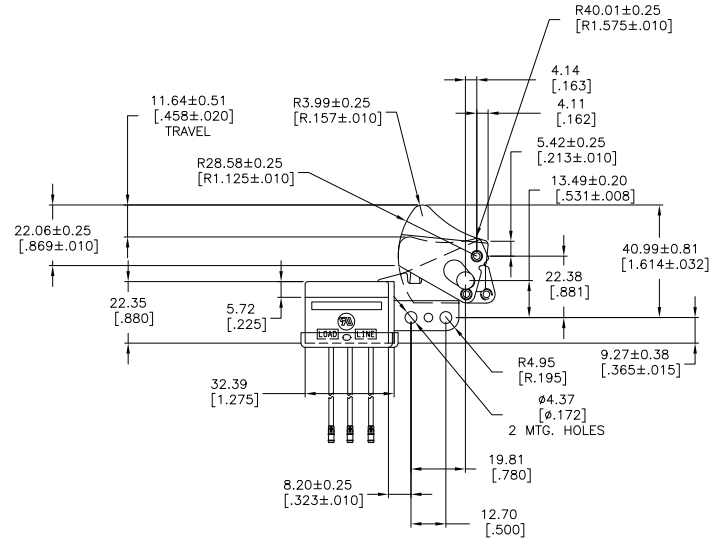 R40.01±0.25
[R1.575±.010]
4.14
[.163]
4.11
[.162]
11.64±0.51
[.458±.020]
TRAVEL
R3.99±0.25
[R.157±.010]
5.42±0.25
[.213±.010]
R28.58±0.25
[R1.125±.010]
13.49±0.20
[.531±.008]
22.06±0.25
[.869±.010]
40.99±0.81
[1.614±.032]
22.38
[.881]
22.35
[.880]
5.72
[.225]
LOAD LINE
9.27±0.38
[.365±.015]
R4.95
[R.195]
32.39
[1.275]
ø4.37
[ø.172]
2 MTG. HOLES
19.81
[.780]
8.20±0.25
[.323±.010]
12.70
[.500]